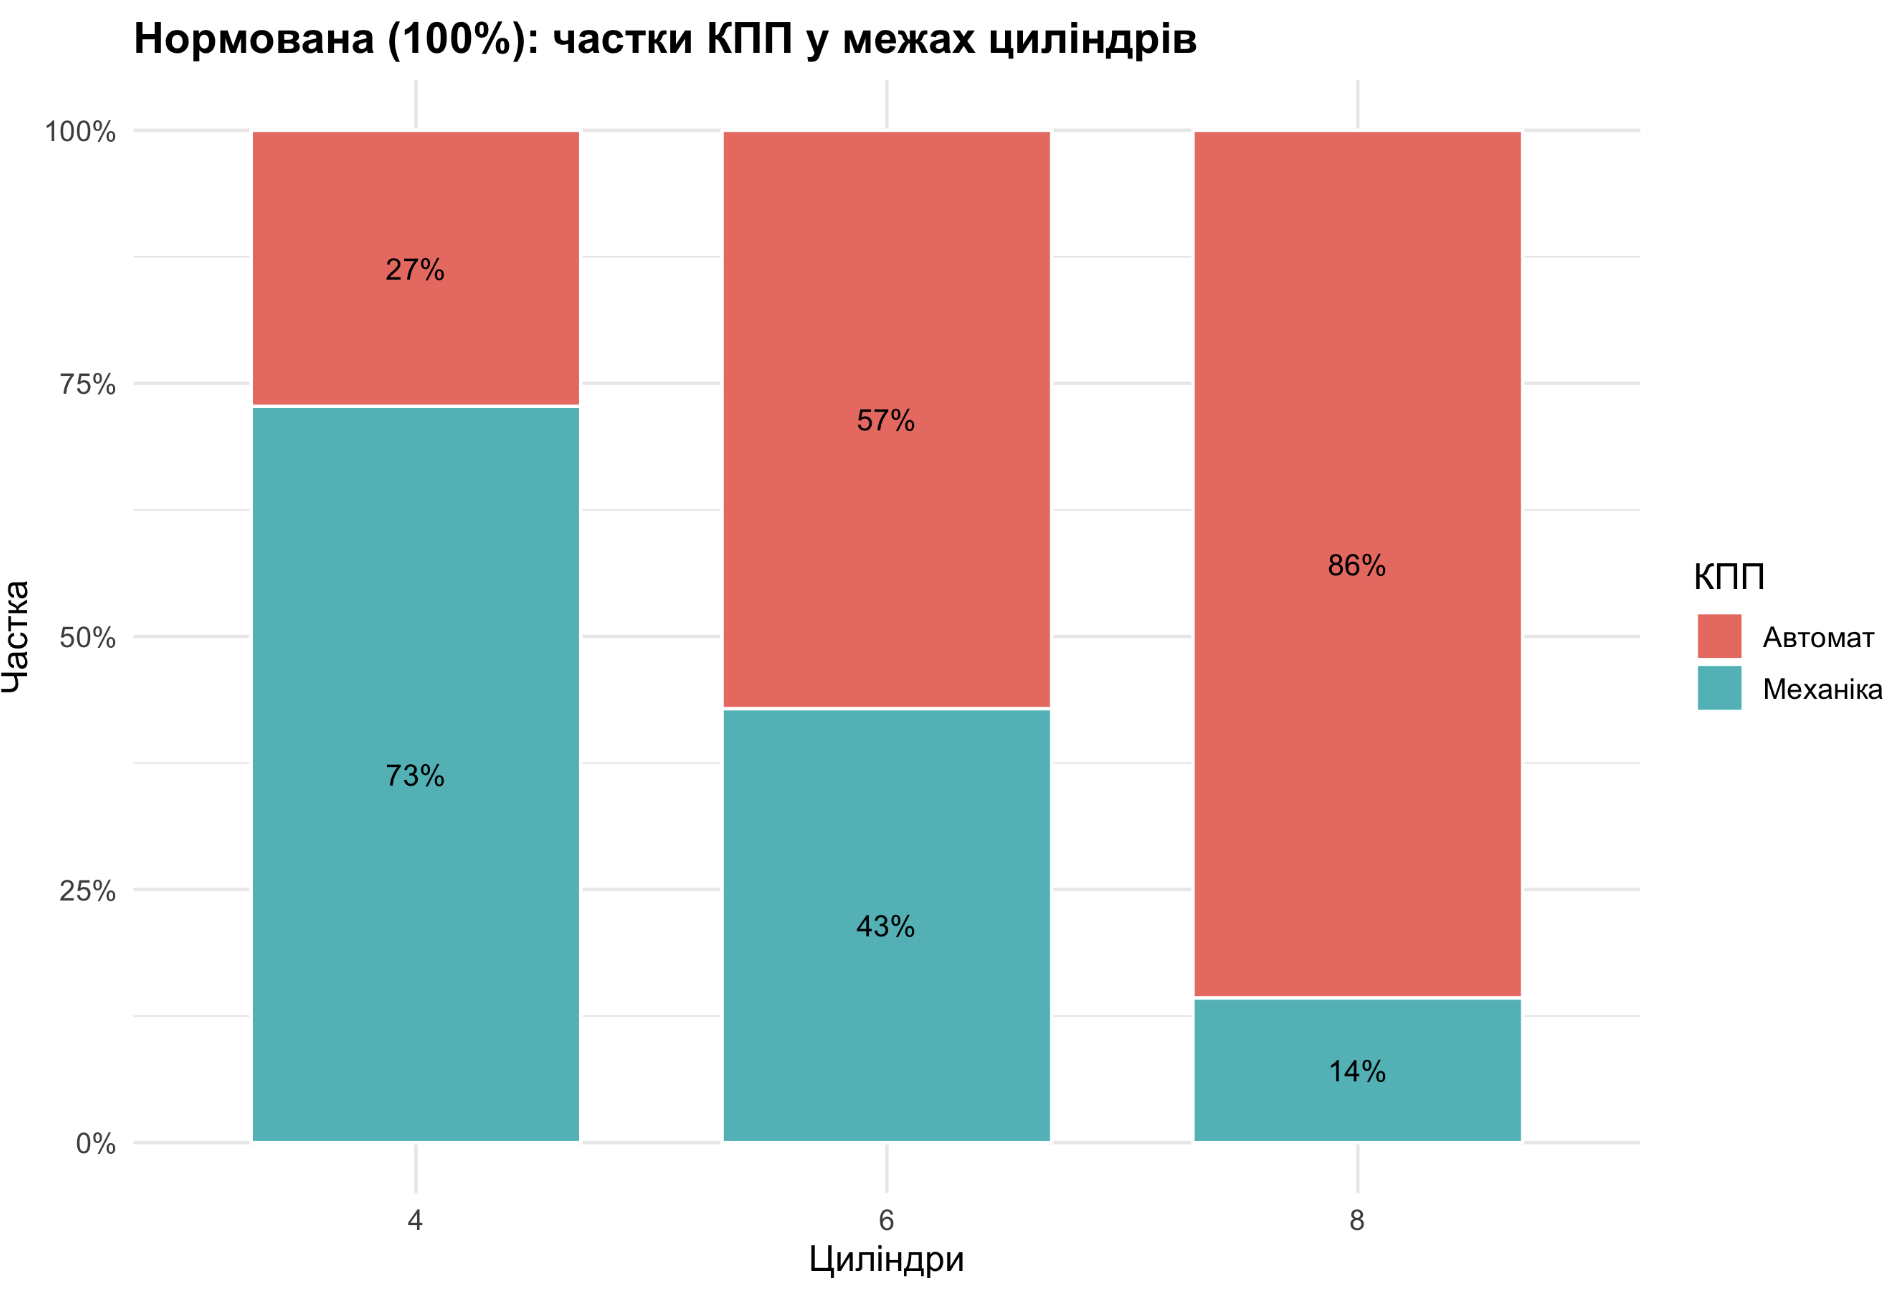 Нормована (100%): частки КПП у межах циліндрів
100%
75%
50%
25%
0%
Частка
27%
73%
57%
43%
86%
14%
4
6
8
Циліндри
КПП
Автомат
Механіка